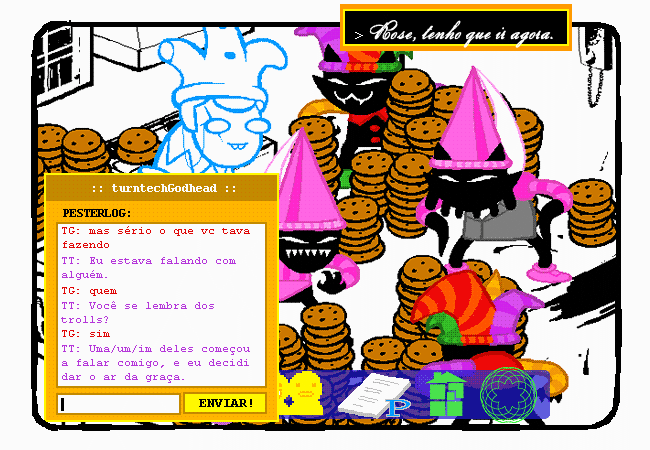 > Rose, tenho que ir agora.
:: turntechGodhead ::
PESTERLOG:
TG: mas sério o que vc tava
fazendo
TT: Eu estava falando com
alguém.
TG: quem
TT: Você se lembra dos
trolls?
TG: sim
TT: Uma/um/im deles começou
a falar comigo, e eu decidi
dar o ar da graça.
ENVIAR!
P